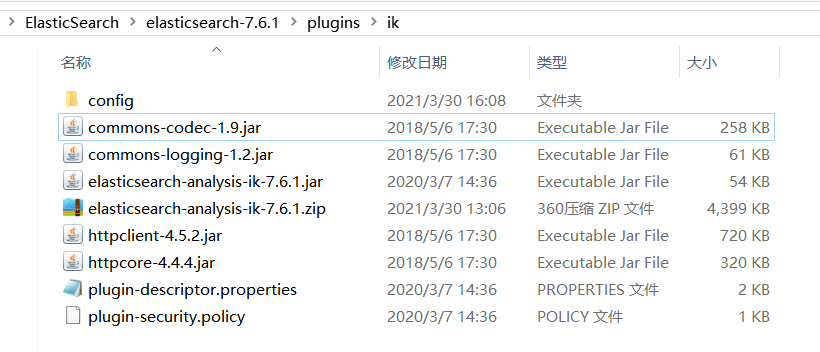 ElasticSearch > elasticsearch-7.6.1 > plugins > ik
名称 修改日期 类型 大小
config 2021/3/30 16:08 文件夹
commons-codec-1.9.jar 2018/5/6 17:30 Executable Jar File 258 KB
commons-logging-1.2.jar 2018/5/6 17:30 Executable Jar File 61 KB
elasticsearch-analysis-ik-7.6.1.jar 2020/3/7 14:36 Executable Jar File 54 KB
elasticsearch-analysis-ik-7.6.1.zip 2021/3/30 13:06 360压缩 ZIP 文件 4,399 KB
httpclient-4.5.2.jar 2018/5/6 17:30 Executable Jar File 720 KB
httpcore-4.4.4.jar 2018/5/6 17:30 Executable Jar File 320 KB
plugin-descriptor.properties 2020/3/7 14:36 PROPERTIES 文件 2 KB
plugin-security.policy 2020/3/7 14:36 POLICY 文件 1 KB